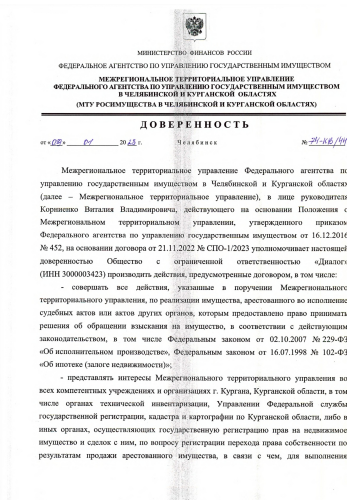 МИНИСТЕРСТВО ФИНАНСОВ РОССИИ
ФЕДЕРАЛЬНОЕ АГЕНТСТВО ПО УПРАВЛЕНИЮ ГОСУДАРСТВЕННЫМ ИМУЩЕСТВОМ
МЕЖРЕГИОНАЛЬНОЕ ТЕРРИТОРИАЛЬНОЕ УПРАВЛЕНИЕ
ФЕДЕРАЛЬНОГО АГЕНТСТВА ПО УПРАВЛЕНИЮ ГОСУДАРСТВЕННЫМ ИМУЩЕСТВОМ
В ЧЕЛЯБИНСКОЙ И КУРГАНСКОЙ ОБЛАСТЯХ
(МТУ РОСИМУЩЕСТВА В ЧЕЛЯБИНСКОЙ И КУРГАНСКОЙ ОБЛАСТЯХ)
ДОВЕРЕННОСТЬ
от « » 01 2023 г. Челябинск №
Межрегиональное территориальное управление Федерального агентства по
управлению государственным имуществом в Челябинской и Курганской областях
(далее – Межрегиональное территориальное управление), в лице руководителя
Корниенко Виталия Владимировича, действующего на основании Положения о
Межрегиональном территориальном управлении, утвержденного приказом
Федерального агентства по управлению государственным имуществом от 16.12.2016
№ 452, на основании договора от 21.11.2022 № СПО-1/2023 уполномочивает настоящей
доверенностью Общество с ограниченной ответственностью «Диалог»
(ИНН 3000003423) производить действия, предусмотренные договором, в том числе:
- совершать все действия, указанные в поручении Межрегионального
территориального управления, по реализации имущества, арестованного во исполнение
судебных актов или актов других органов, которым предоставлено право принимать
решения об обращении взыскания на имущество, в соответствии с действующим
законодательством, в том числе Федеральным законом от 02.10.2007 № 229-ФЗ
«Об исполнительном производстве», Федеральным законом от 16.07.1998 № 102-ФЗ
«Об ипотеке (залоге недвижимости)»;
- представлять интересы Межрегионального территориального управления во
всех компетентных учреждениях и организациях г. Кургана, Курганской области, в том
числе органах технической инвентаризации, Управлении Федеральной службы
государственной регистрации, кадастра и картографии по Курганской области, либо в
иных органах, осуществляющих государственную регистрацию прав на недвижимое
имущество и сделок с ним, по вопросу регистрации перехода права собственности по
результатам продажи арестованного имущества, в связи с чем, для выполнения